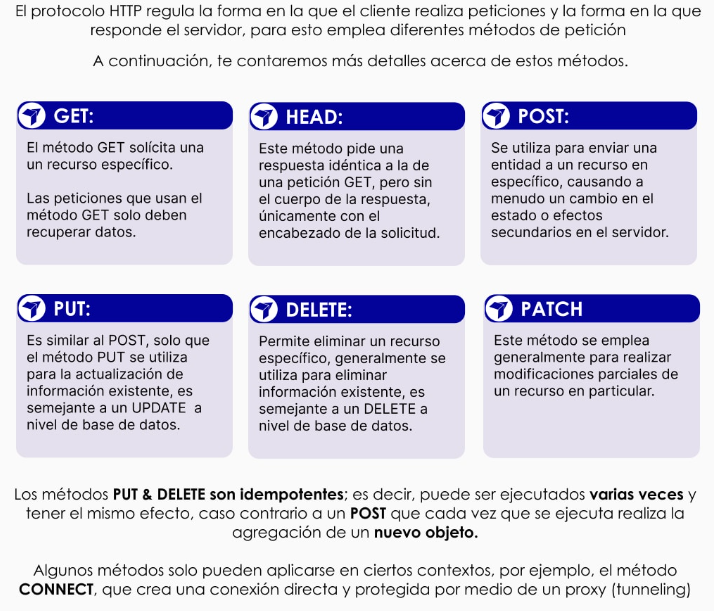 El protocolo HTTP regula la forma en la que el cliente realiza peticiones y la forma en la que
responde el servidor, para esto emplea diferentes métodos de petición
A continuación, te contaremos más detalles acerca de estos métodos.
GET:
El método GET solícita una
un recurso específico.
Las peticiones que usan el
método GET solo deben
recuperar datos.
HEAD:
Este método pide una
respuesta idéntica a la de
una petición GET, pero sin
el cuerpo de la respuesta,
únicamente con el
encabezado de la solicitud.
POST:
Se utiliza para enviar una
entidad a un recurso en
específico, causando a
menudo un cambio en el
estado o efectos
secundarios en el servidor.
PUT:
Es similar al POST, solo que
el método PUT se utiliza
para la actualización de
información existente, es
semejante a un UPDATE a
nivel de base de datos.
DELETE:
Permite eliminar un recurso
específico, generalmente se
utiliza para eliminar
información existente, es
semejante a un DELETE a
nivel de base de datos.
PATCH
Este método se emplea
generalmente para realizar
modificaciones parciales de
un recurso en particular.
Los métodos PUT & DELETE son idempotentes; es decir, puede ser ejecutados varias veces y
tener el mismo efecto, caso contrario a un POST que cada vez que se ejecuta realiza la
agregación de un nuevo objeto.
Algunos métodos solo pueden aplicarse en ciertos contextos, por ejemplo, el método
CONNECT, que crea una conexión directa y protegida por medio de un proxy (tunneling)